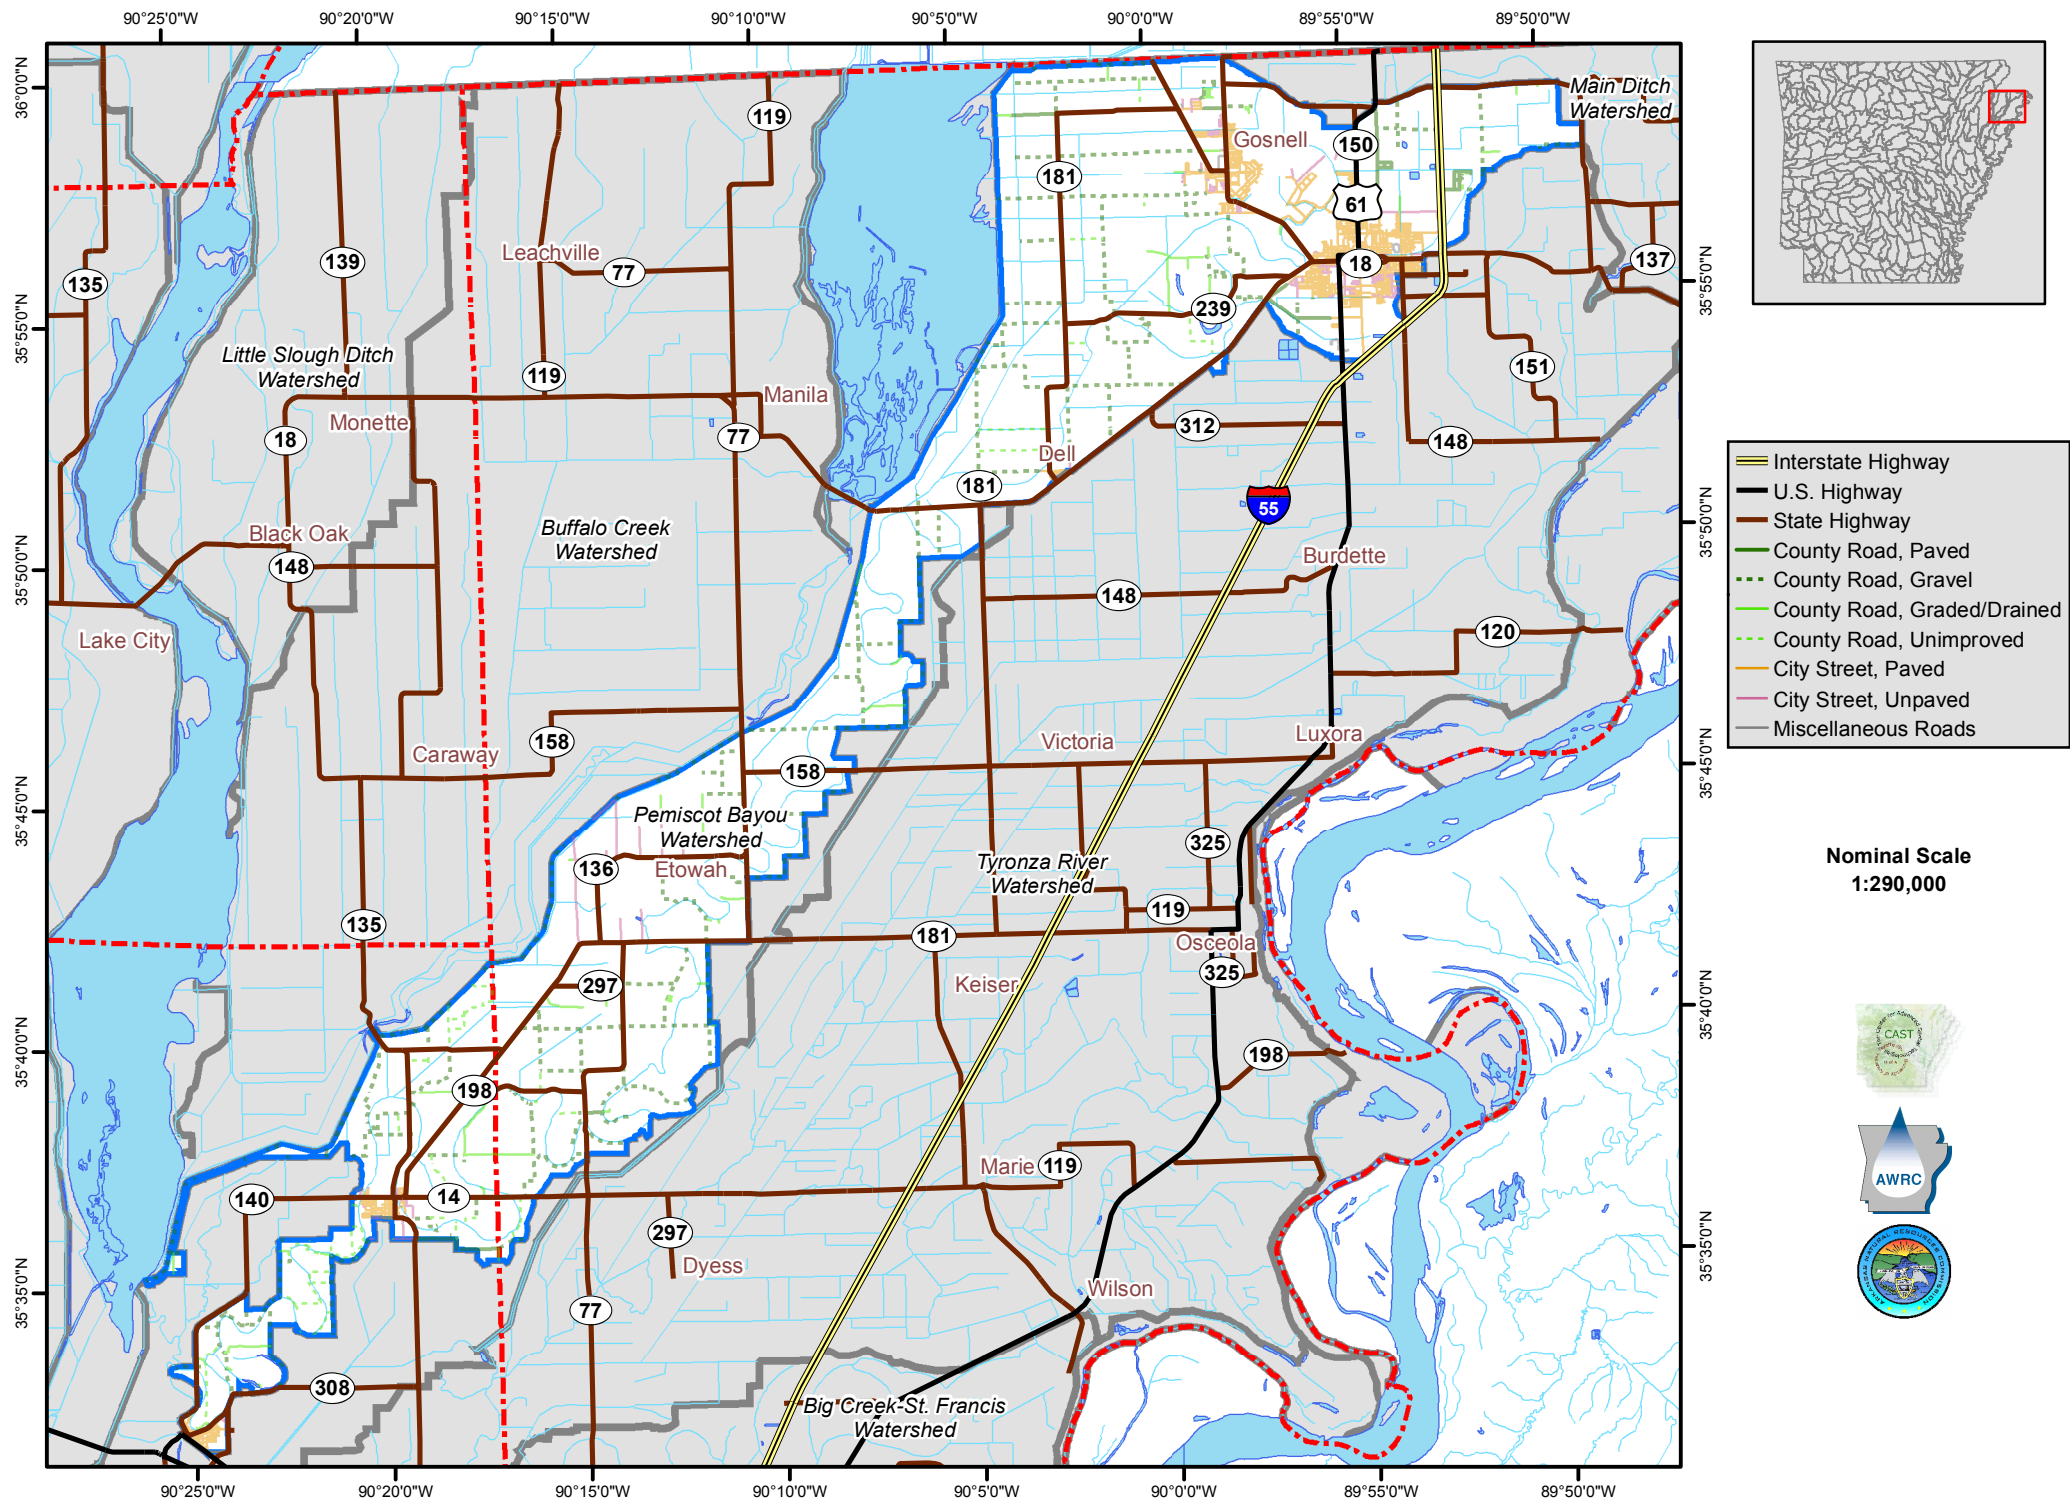 90°25'0"W
90°20'0"W
90°15'0"W
90°10'0"W
90°5'0"W
90°0'0"W
89°55'0"W
89°50'0"W
36°0'0"N
35°55'0"N
35°50'0"N
35°45'0"N
35°40'0"N
35°35'0"N
Main Ditch
Watershed
119
Gosnell
150
181
61
Leachville
139
77
18
137
135
239
Little Slough Ditch
Watershed
119
151
Manila
Monette
18
77
312
148
Dell
181
55
Black Oak
Buffalo Creek
Watershed
148
Burdette
148
Lake City
120
Caraway
158
Victoria
Luxora
158
Pemiscot Bayou
Watershed
136
Etowah
Tyronza River
Watershed
325
119
135
181
Osceola
325
297
Keiser
198
198
Marie
119
140
14
297
Dyess
Wilson
77
308
Big Creek-St. Francis
Watershed
35°55'0"N
35°50'0"N
35°45'0"N
35°40'0"N
35°35'0"N
90°25'0"W
90°20'0"W
90°15'0"W
90°10'0"W
90°5'0"W
90°0'0"W
89°55'0"W
89°50'0"W
Interstate Highway
U.S. Highway
State Highway
County Road, Paved
County Road, Gravel
County Road, Graded/Drained
County Road, Unimproved
City Street, Paved
City Street, Unpaved
Miscellaneous Roads
Nominal Scale
1:290,000
CAST
AWRC
ARKANSAS NATURAL RESOURCES COMMISSION